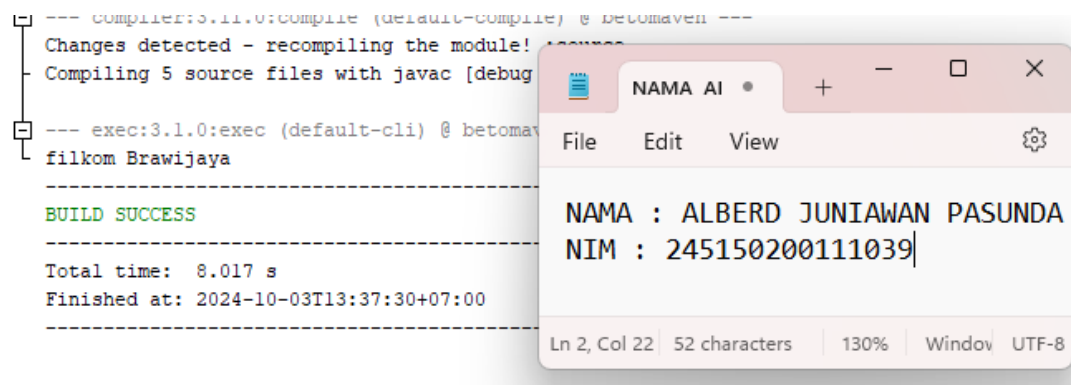 --- compiler:3.11.0:compile (default-compile) @ betomaven ---
Changes detected - recompiling the module! :source
Compiling 5 source files with javac [debug
--- exec:3.1.0:exec (default-cli) @ betomav
filkom Brawijaya
------------------------------------------
BUILD SUCCESS
------------------------------------------
Total time:  8.017 s
Finished at: 2024-10-03T13:37:30+07:00
------------------------------------------
NAMA AI
File Edit View
NAMA : ALBERD JUNIAWAN PASUNDA
NIM : 245150200111039
Ln 2, Col 22 52 characters 130% Window UTF-8